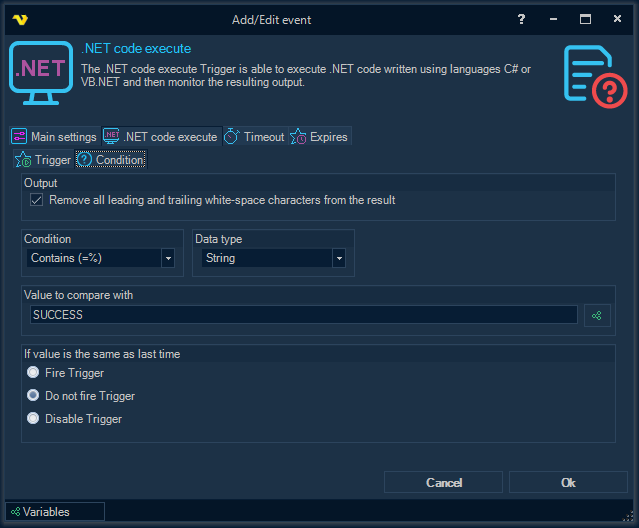 Add/Edit event
?
.NET code execute
The .NET code execute Trigger is able to execute .NET code written using languages C# or
VB.NET and then monitor the resulting output.
.NET
?
Main settings .NET .NET code execute Timeout Expires
Trigger ? Condition
Output
Remove all leading and trailing white-space characters from the result
Condition Data type
Contains (=%) String
Value to compare with
SUCCESS
If value is the same as last time
Fire Trigger
Do not fire Trigger
Disable Trigger
Cancel Ok
Variables